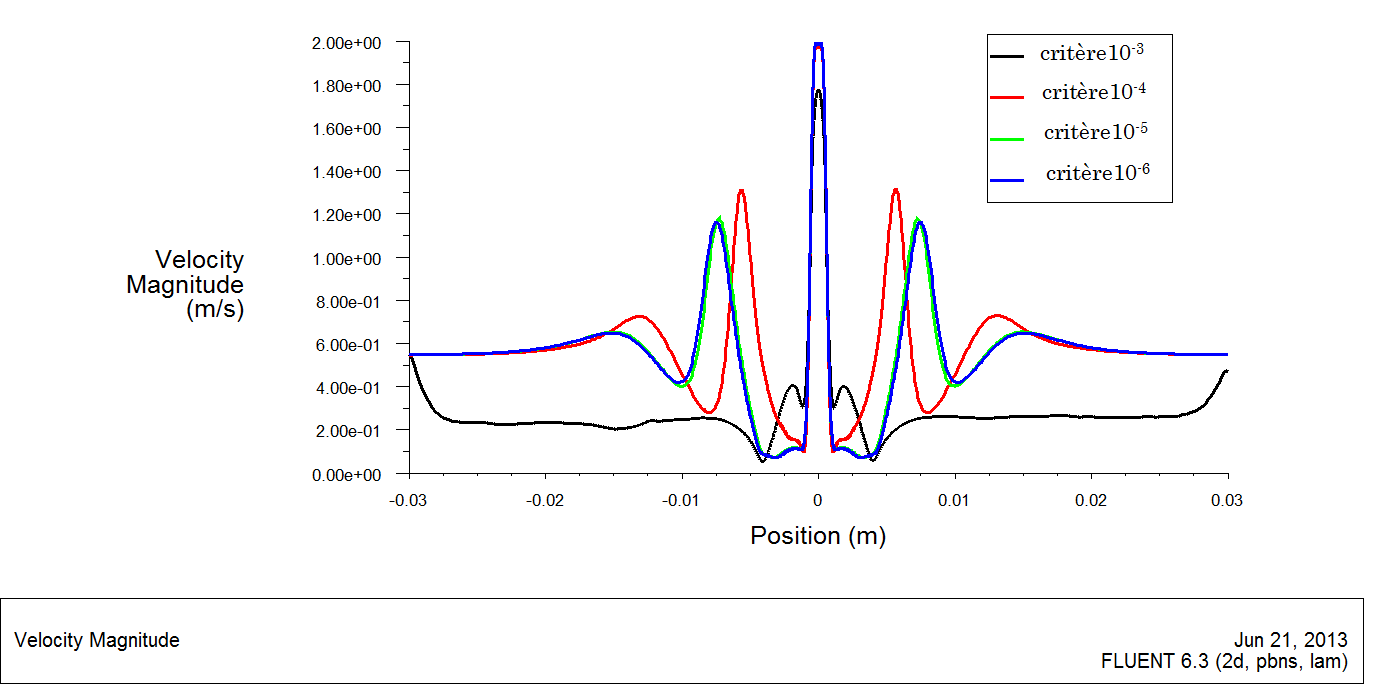 2.00e+00
1.80e+00
1.60e+00
1.40e+00
1.20e+00
1.00e+00
8.00e-01
6.00e-01
4.00e-01
2.00e-01
0.00e+00
Velocity
Magnitude
(m/s)
critère10⁻³
critère10⁻⁴
critère10⁻⁵
critère10⁻⁶
-0.03 -0.02 -0.01 0 0.01 0.02 0.03
Position (m)
Velocity Magnitude
Jun 21, 2013
FLUENT 6.3 (2d, pbns, lam)